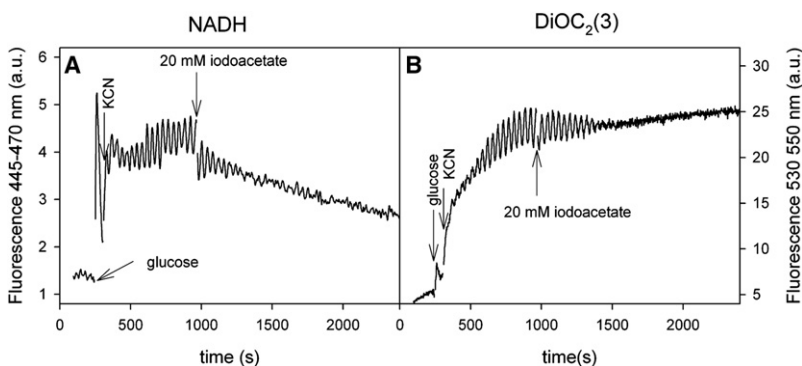 NADH
DiOC2(3)
A
B
20 mM iodoacetate
KCN
glucose
glucose
KCN
20 mM iodoacetate
Fluorescence 445-470 nm (a.u.)
6
5
4
3
2
1
Fluorescence 530 550 nm (a.u.)
30
25
20
15
10
5
0 500 1000 1500 2000 0 500 1000 1500 2000
time (s)
time(s)